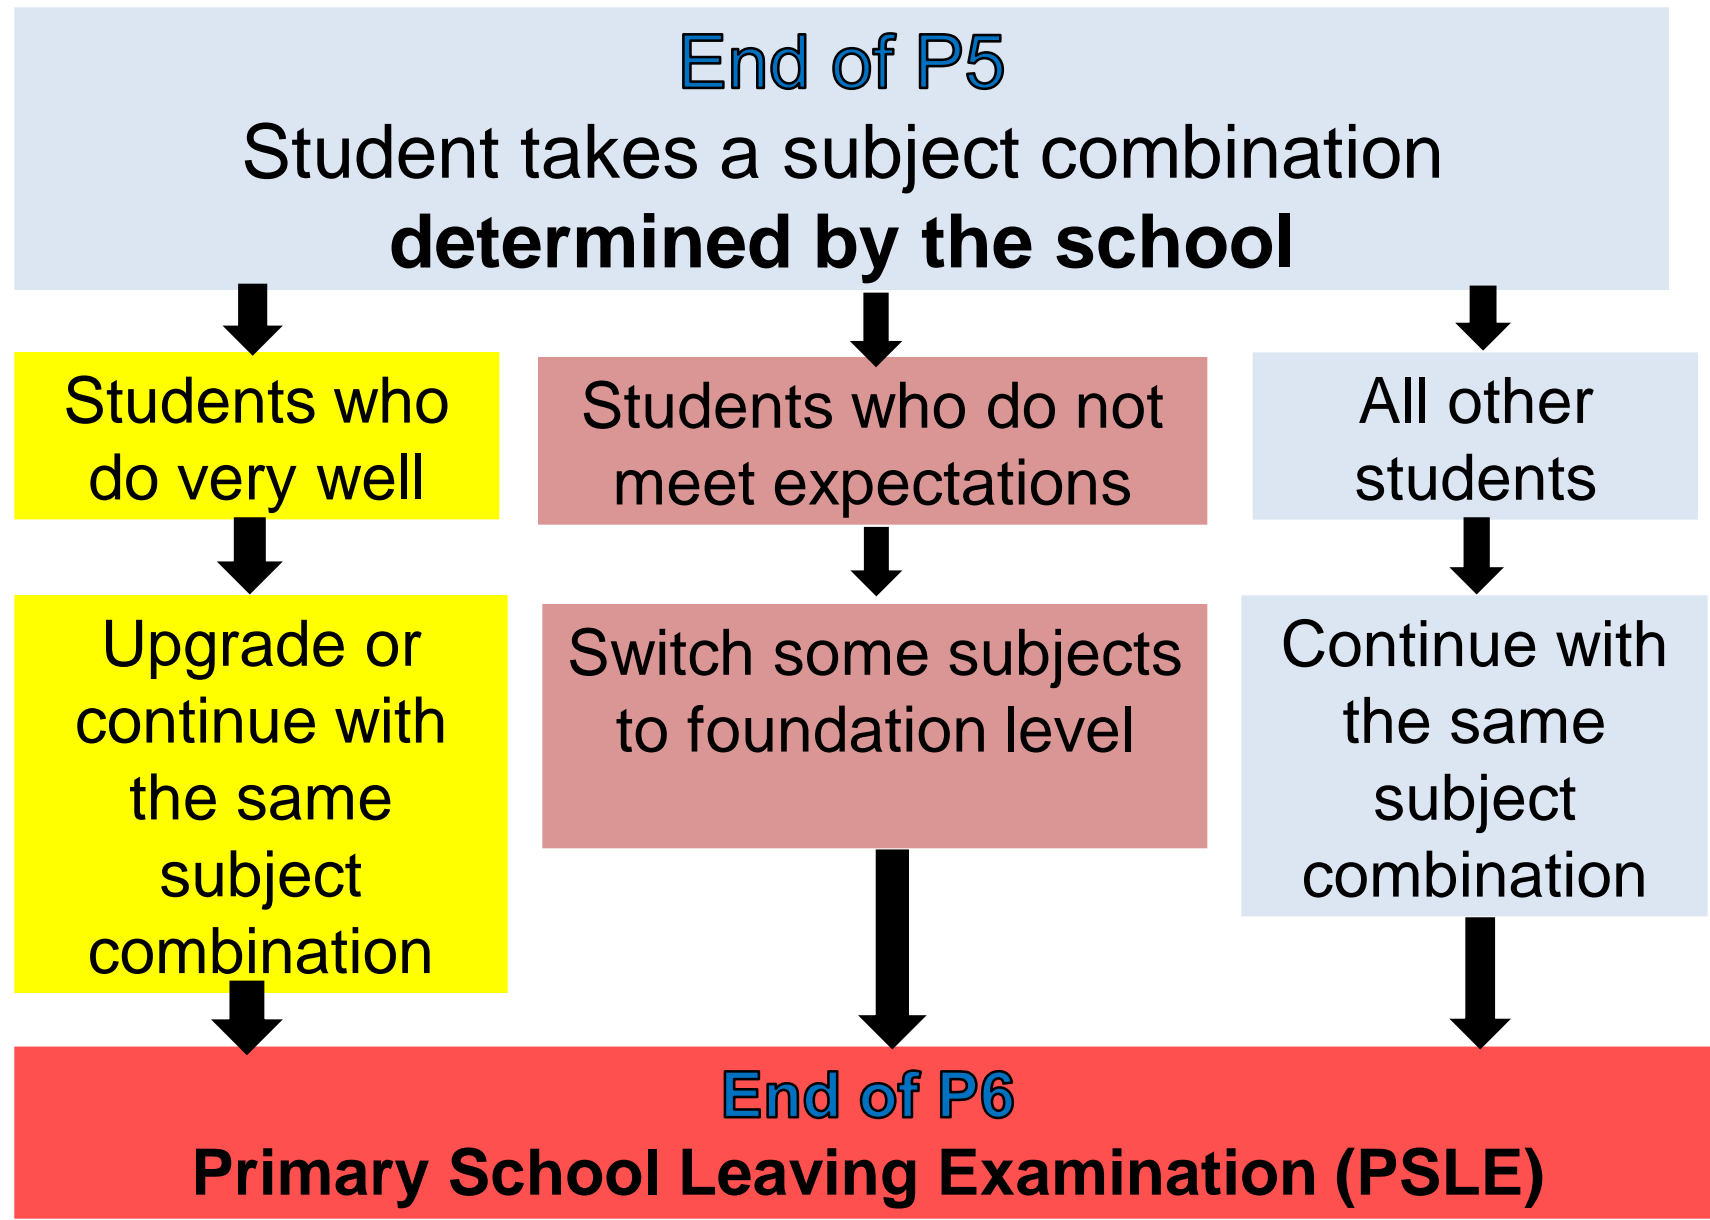 End of P5
Student takes a subject combination
determined by the school
Students who
do very well
Students who do not
meet expectations
All other
students
Upgrade or
continue with
the same
subject
combination
Switch some subjects
to foundation level
Continue with
the same
subject
combination
End of P6
Primary School Leaving Examination (PSLE)